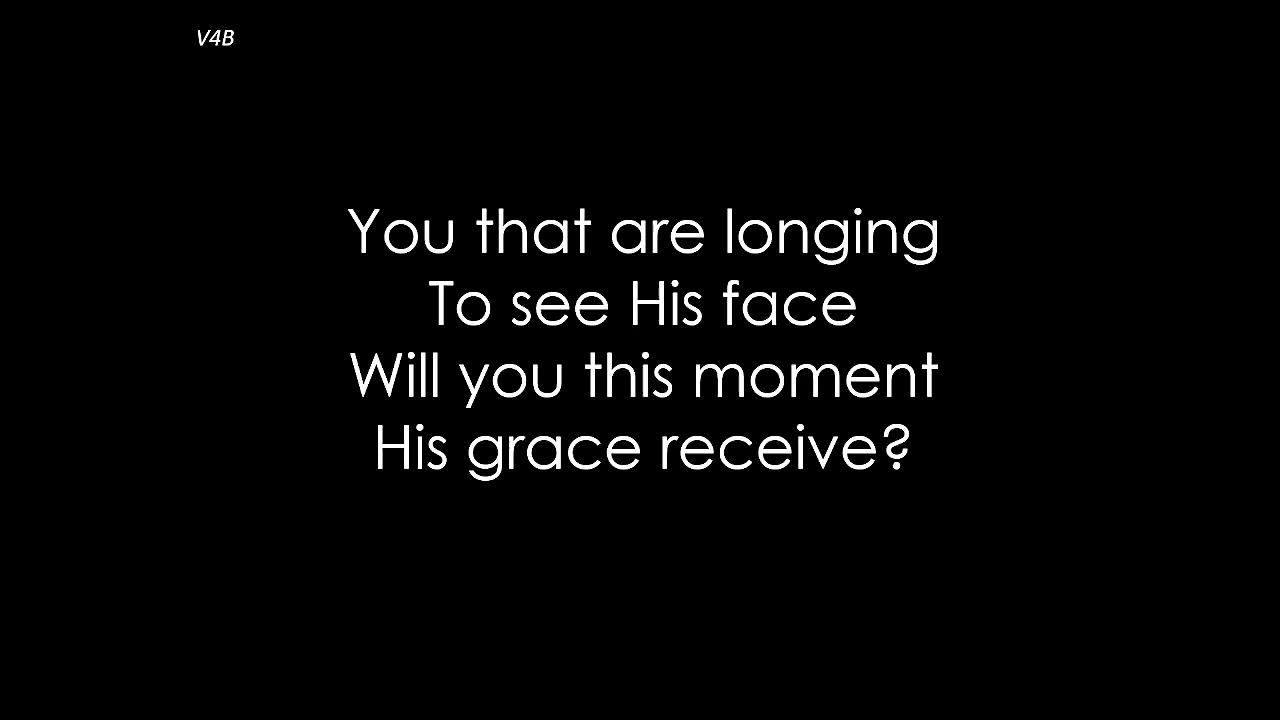 V4B
You that are longing
To see His face
Will you this moment
His grace receive?